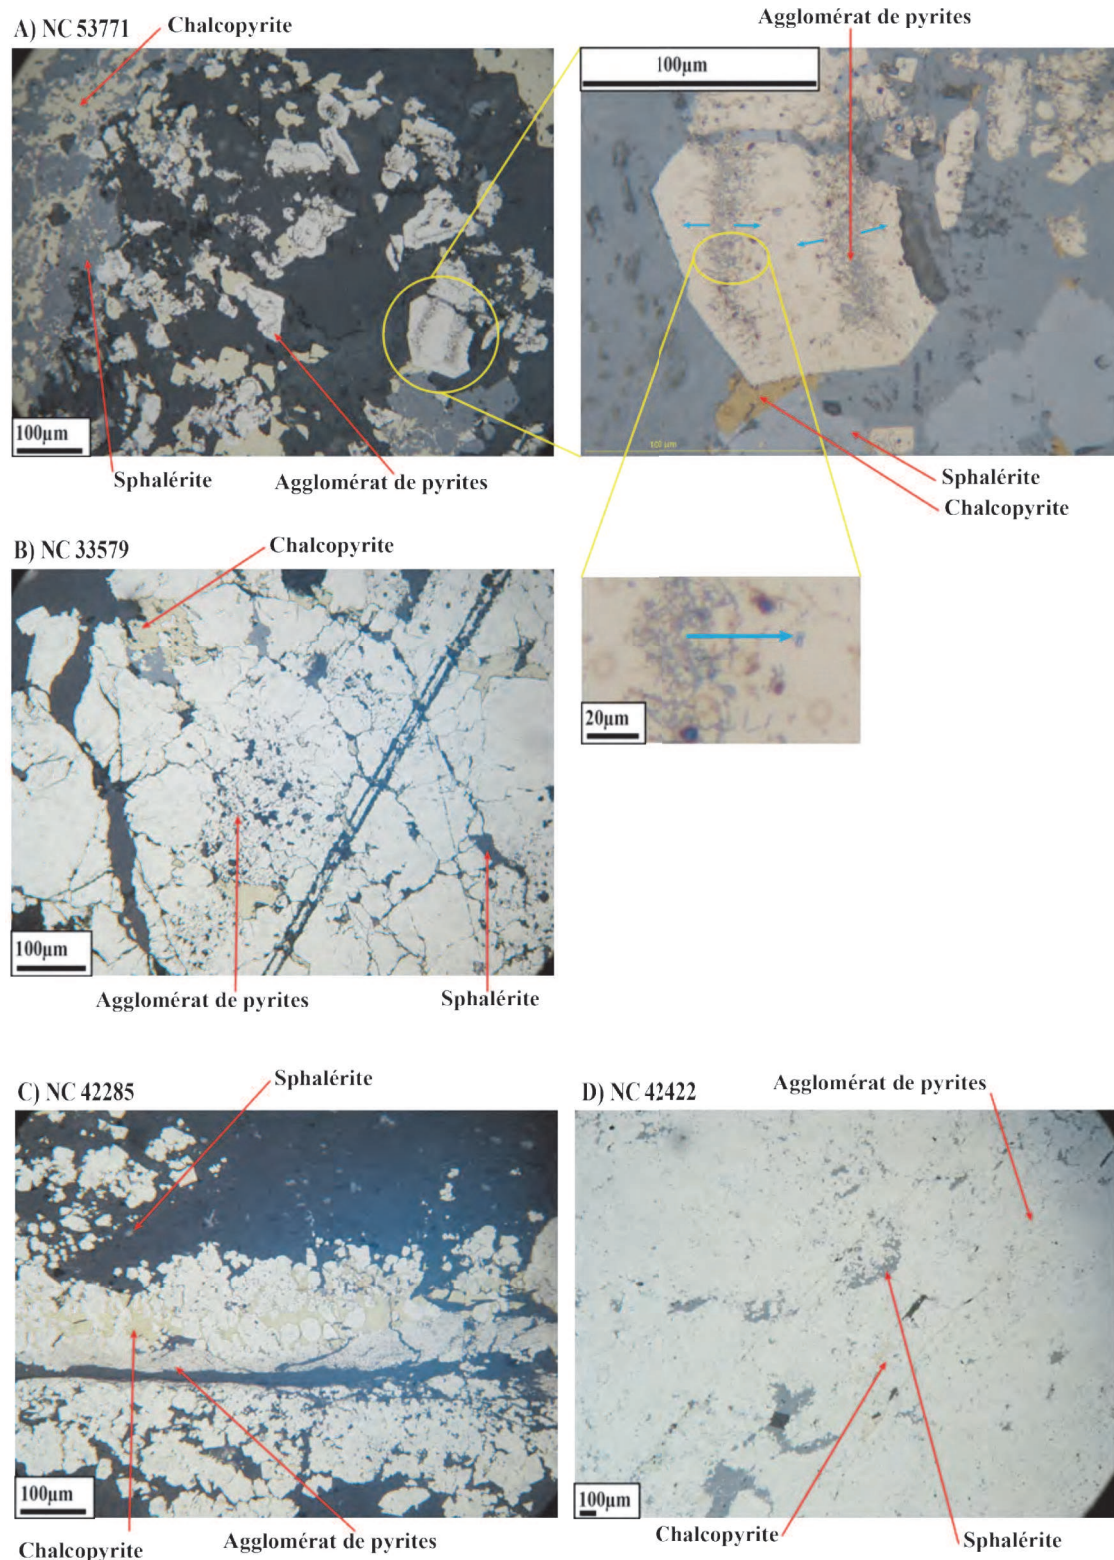 A) NC 53771
Chalcopyrite
Agglomérat de pyrites
100µm
100µm
100 µm
Sphalérite
Agglomérat de pyrites
Sphalérite
Chalcopyrite
B) NC 33579
Chalcopyrite
20µm
100µm
Agglomérat de pyrites
Sphalérite
C) NC 42285
Sphalérite
D) NC 42422
Agglomérat de pyrites
100µm
100µm
Chalcopyrite
Agglomérat de pyrites
Chalcopyrite
Sphalérite